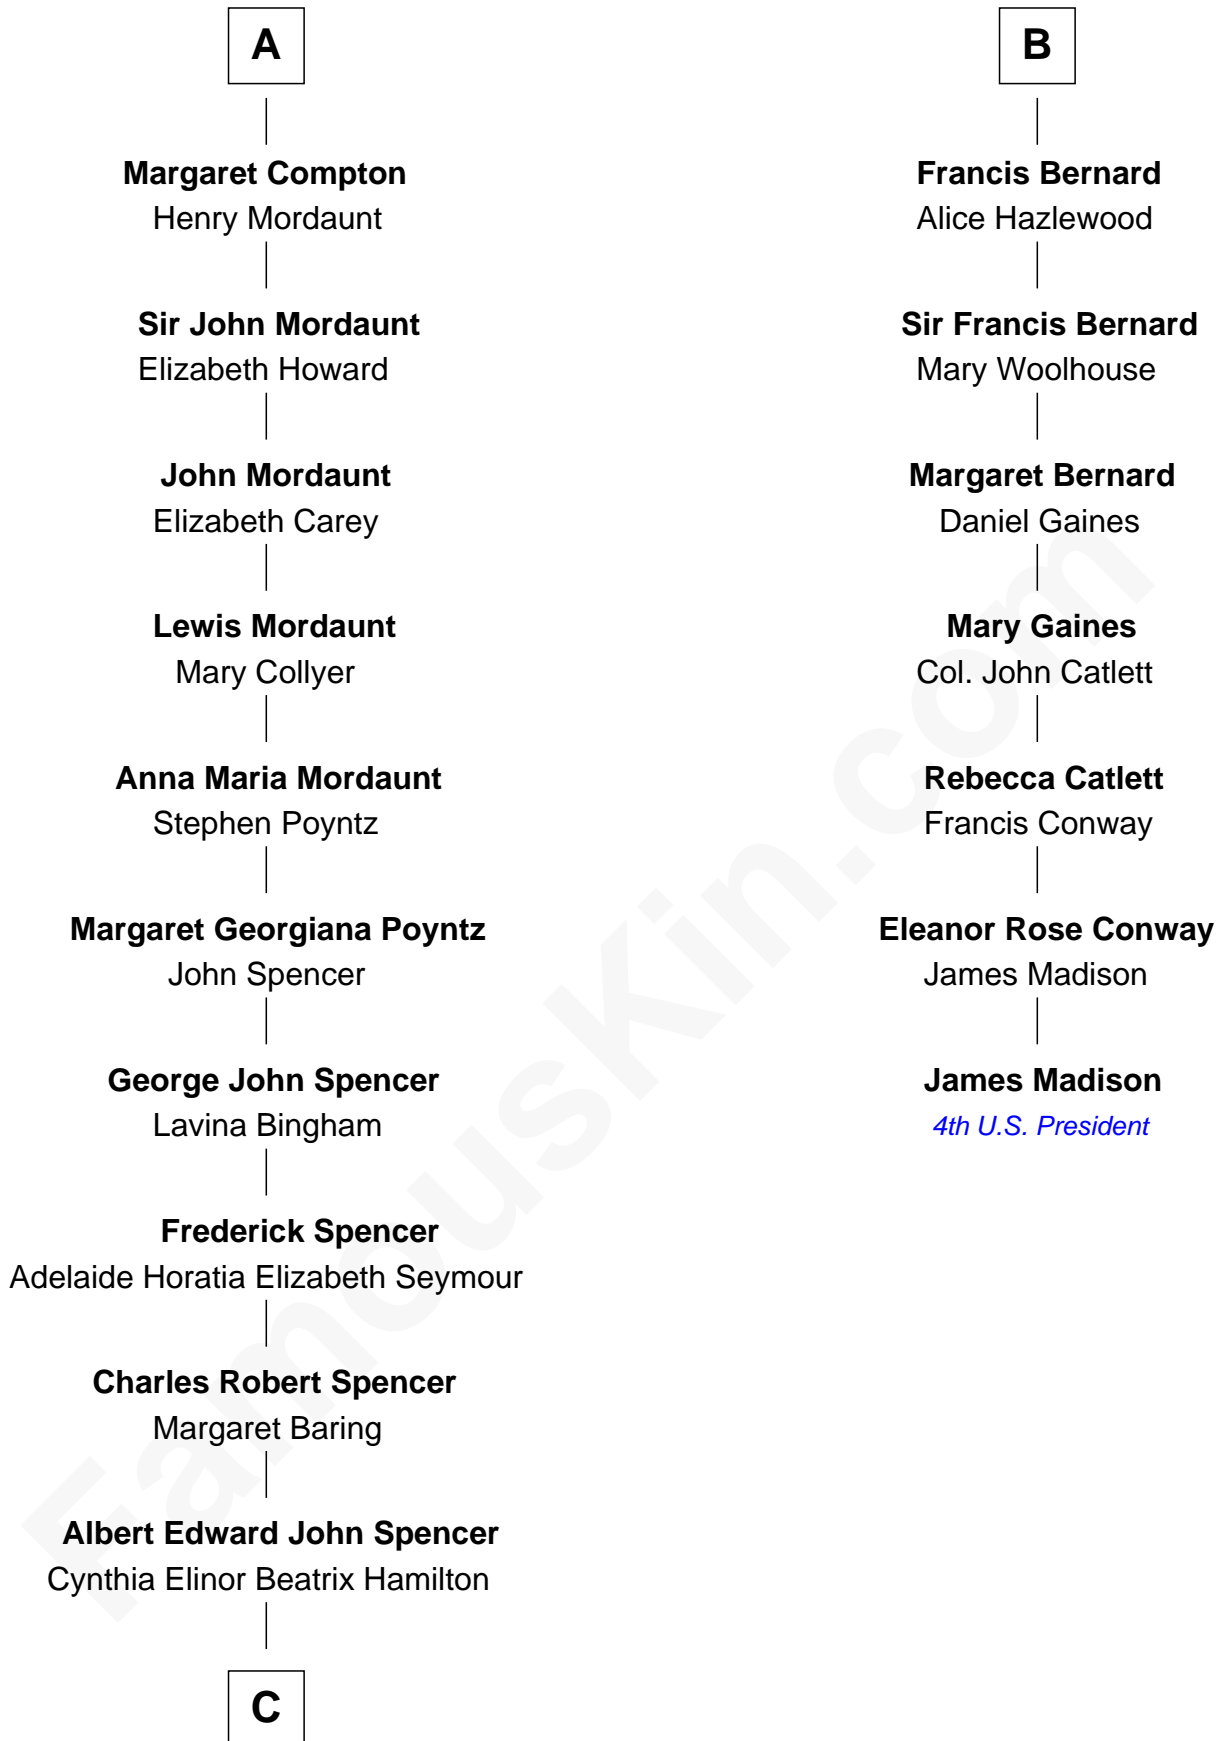 A
Margaret Compton
Henry Mordaunt
Sir John Mordaunt
Elizabeth Howard
John Mordaunt
Elizabeth Carey
Lewis Mordaunt
Mary Collyer
Anna Maria Mordaunt
Stephen Poyntz
Margaret Georgiana Poyntz
John Spencer
George John Spencer
Lavina Bingham
Frederick Spencer
Adelaide Horatia Elizabeth Seymour
Charles Robert Spencer
Margaret Baring
Albert Edward John Spencer
Cynthia Elinor Beatrix Hamilton
C
B
Francis Bernard
Alice Hazlewood
Sir Francis Bernard
Mary Woolhouse
Margaret Bernard
Daniel Gaines
Mary Gaines
Col. John Catlett
Rebecca Catlett
Francis Conway
Eleanor Rose Conway
James Madison
James Madison
4th U.S. President
FamousKin.com